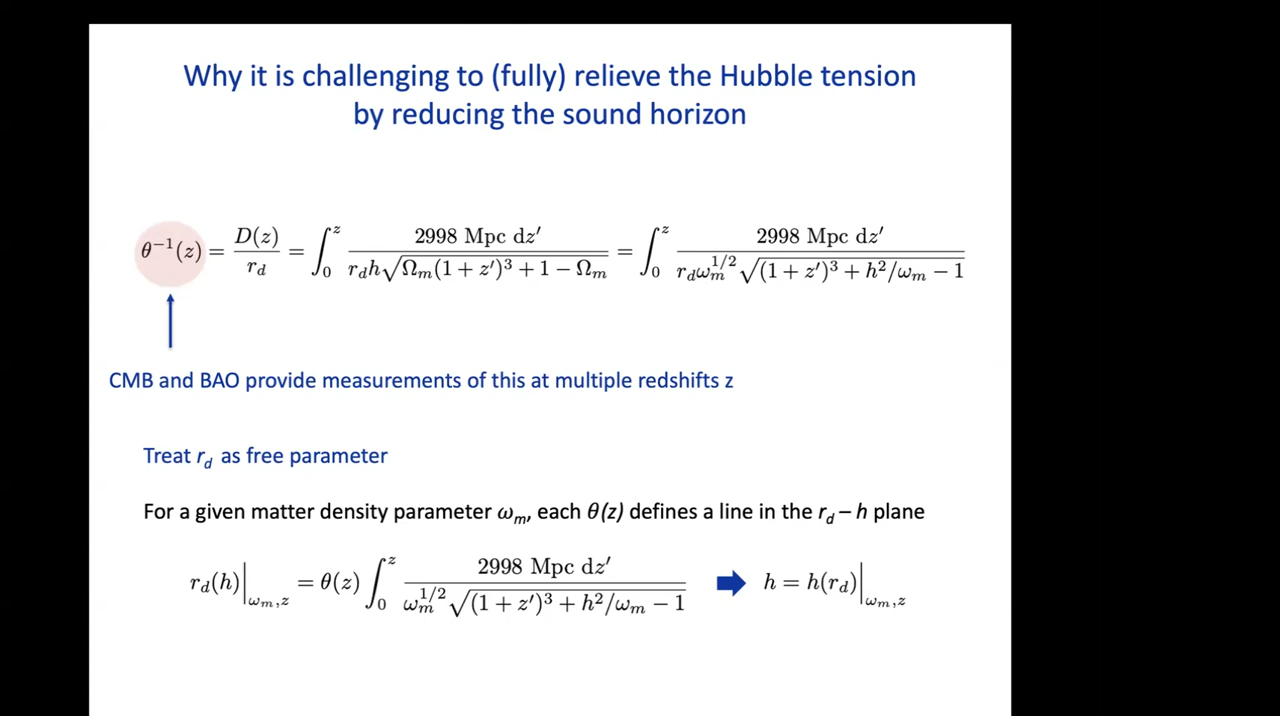 Why it is challenging to (fully) relieve the Hubble tension
by reducing the sound horizon
θ⁻¹(z) = D(z)/r_d = ∫₀ᶻ 2998 Mpc dz′ / (r_d h√(Ω_m(1 + z′)³ + 1 − Ω_m)) = ∫₀ᶻ 2998 Mpc dz′ / (r_d ω_m^{1/2} √((1 + z′)³ + h²/ω_m − 1))
CMB and BAO provide measurements of this at multiple redshifts z
Treat r_d as free parameter
For a given matter density parameter ω_m, each θ(z) defines a line in the r_d – h plane
r_d(h)|_{ω_m,z} = θ(z) ∫₀ᶻ 2998 Mpc dz′ / (ω_m^{1/2} √((1 + z′)³ + h²/ω_m − 1)) ➡ h = h(r_d)|_{ω_m,z}